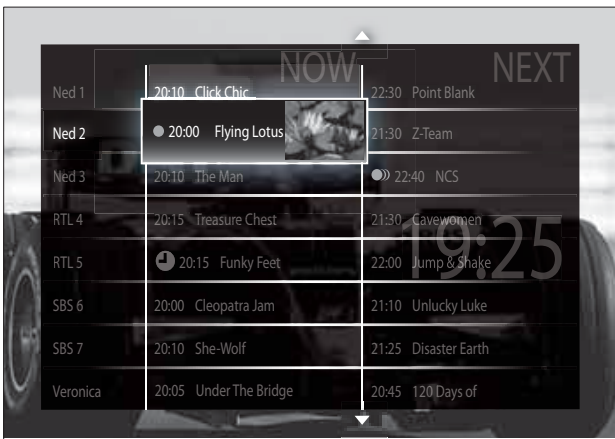 NOW NEXT
Ned 1 20:10 Click Chic 22:30 Point Blank
Ned 2 20:00 Flying Lotus 21:30 Z-Team
Ned 3 20:10 The Man 22:40 NCS
RTL 4 20:15 Treasure Chest 21:30 Cavewomen
19:25
RTL 5 20:15 Funky Feet 22:00 Jump & Shake
SBS 6 20:00 Cleopatra Jam 21:10 Unlucky Luke
SBS 7 20:10 She-Wolf 21:25 Disaster Earth
Veronica 20:05 Under The Bridge 20:45 120 Days of